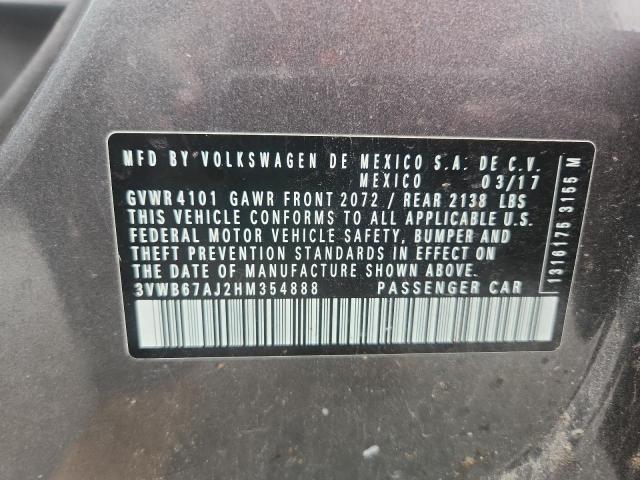 MFD BY VOLKSWAGEN DE MEXICO S.A. DE C.V.
MEXICO 03/17
GVWR 4101 GAWR FRONT 2072 / REAR 2138 LBS
THIS VEHICLE CONFORMS TO ALL APPLICABLE U.S.
FEDERAL MOTOR VEHICLE SAFETY, BUMPER AND
THEFT PREVENTION STANDARDS IN EFFECT ON
THE DATE OF MANUFACTURE SHOWN ABOVE.
3VWB67AJ2HM354888 PASSENGER CAR
1316176 3166 M